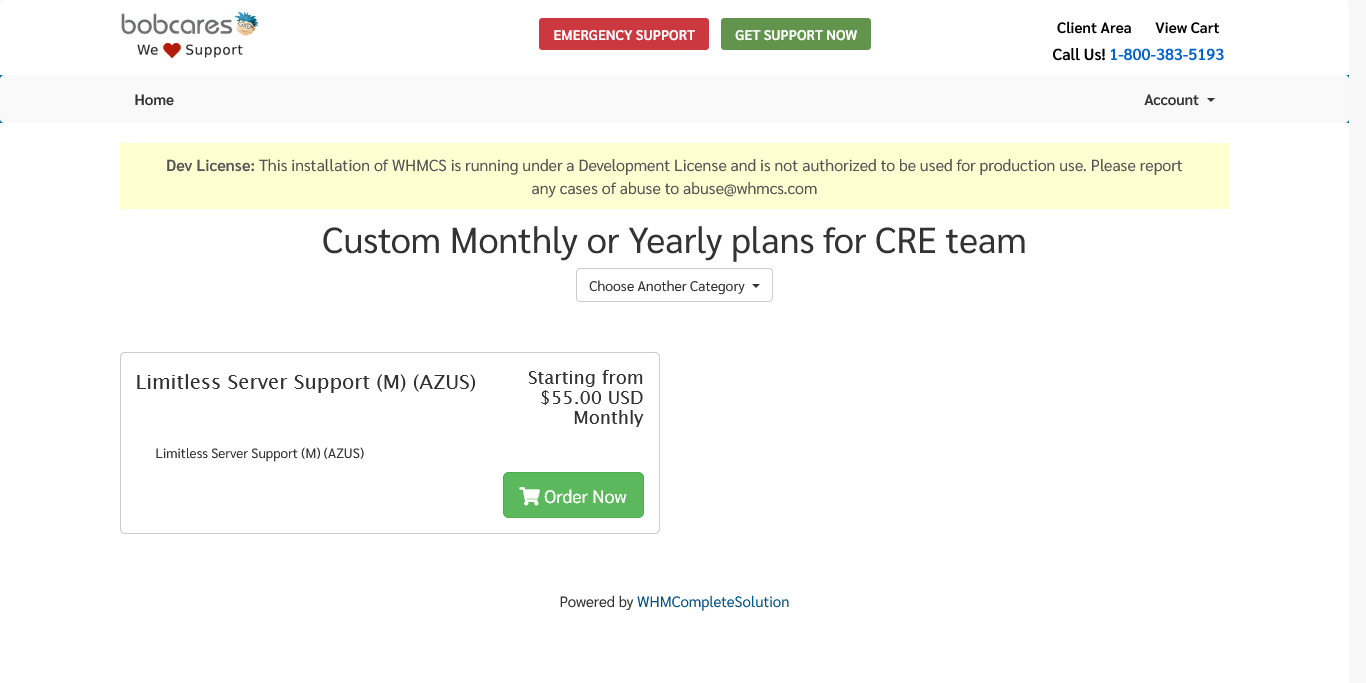 bobcares
We Support
EMERGENCY SUPPORT
GET SUPPORT NOW
Client Area View Cart
Call Us! 1-800-383-5193
Home
Account
Dev License: This installation of WHMCS is running under a Development License and is not authorized to be used for production use. Please report
any cases of abuse to abuse@whmcs.com
Custom Monthly or Yearly plans for CRE team
Choose Another Category
Limitless Server Support (M) (AZUS)
Starting from
$55.00 USD
Monthly
Limitless Server Support (M) (AZUS)
Order Now
Powered by WHMCompleteSolution